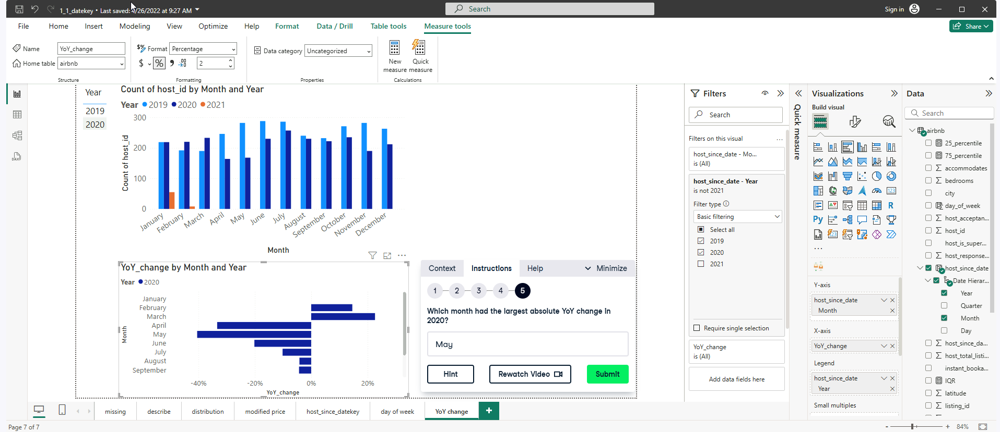 1_1_datekey • Last saved: 4/26/2022 at 9:27 AM
Search
Sign in
File Home Insert Modeling View Optimize Help Format Data / Drill Table tools Measure tools
Share
Name YoY_change
Home table airbnb
Structure
Format Percentage
$ % 9 .00 2
Formatting
Data category Uncategorized
Properties
New measure
Quick measure
Calculations
Year
2019
2020
Count of host_id by Month and Year
Year 2019 2020 2021
300
200
100
0
Count of host_id
January February March April May June July August September October November December
Month
YoY_change by Month and Year
Year 2020
Month
January
February
March
April
May
June
July
August
September
-40% -20% 0% 20%
YoY_change
Context Instructions Help Minimize
1 2 3 4 5
Which month had the largest absolute YoY change in
2020?
May
Hint
Rewatch Video
Submit
Filters
Search
Filters on this visual ...
host_since_date - Mo...
is (All)
host_since_date - Year
is not 2021
Filter type
Basic filtering
Select all
2019
2020
2021
Require single selection
YoY_change
is (All)
Add data fields here
Quick measure
Visualizations
Build visual
123
R
Py
123
...
Y-axis
host_since_date
Month
X-axis
YoY_change
Legend
host_since_date
Year
Small multiples
Data
Search
airbnb
25_percentile
75_percentile
accommodates
bedrooms
city
day_of_week
host_acceptan...
host_id
host_is_super...
host_response...
host_since_date
Date Hierar...
Year
Quarter
Month
Day
host_since_da...
host_total_listi...
instant_booka...
IQR
latitude
listing_id
missing describe distribution modified price host_since_datekey day of week YoY change +
Page 7 of 7
- + 84%